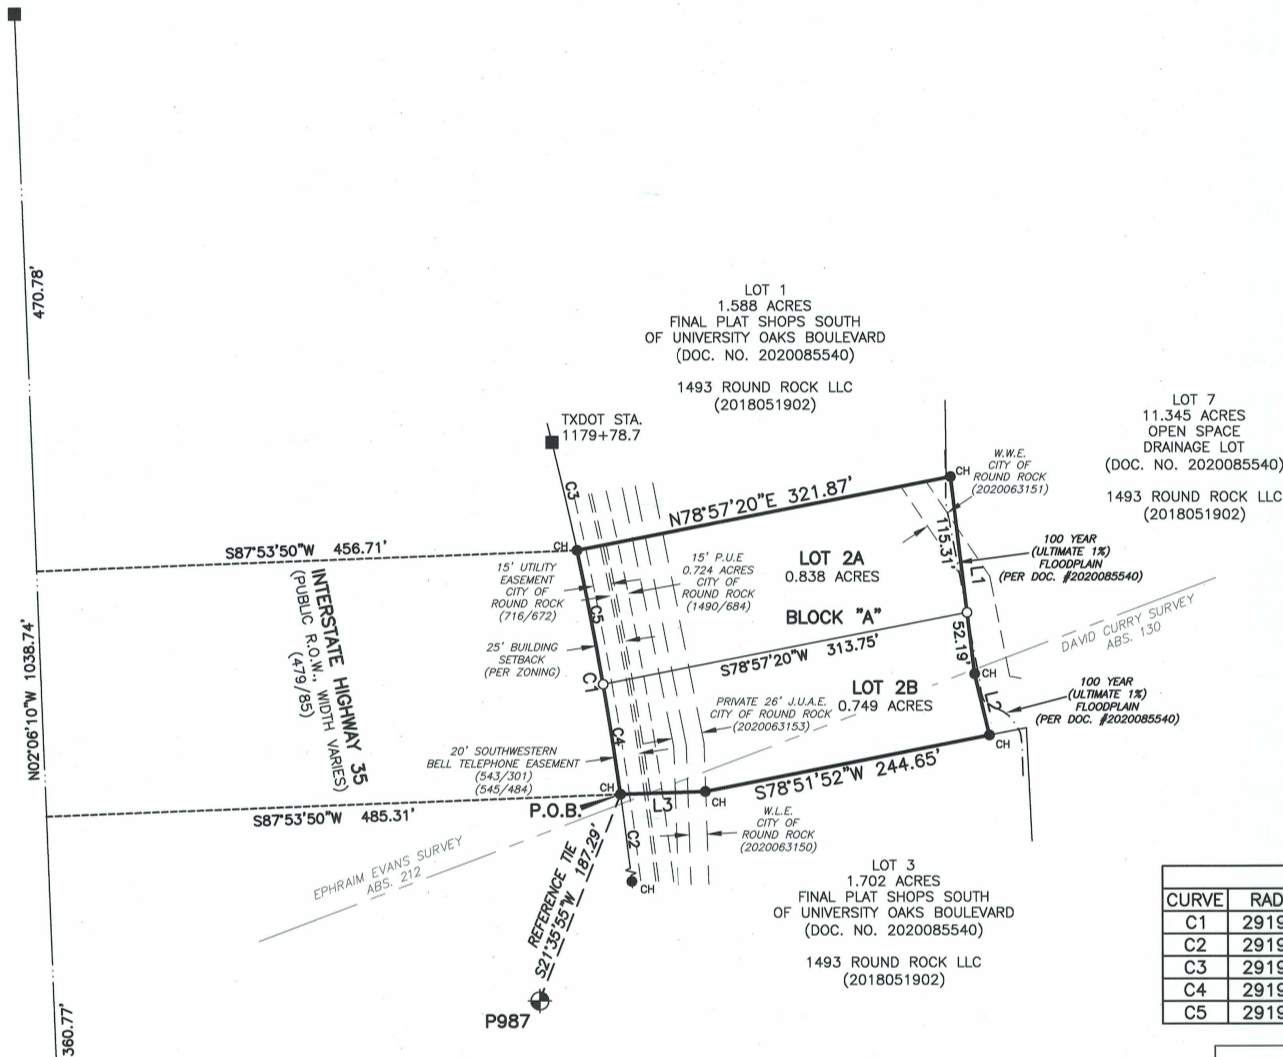 470.78'
N02°06'10"W 1038.74'
360.77'
LOT 1
1.588 ACRES
FINAL PLAT SHOPS SOUTH
OF UNIVERSITY OAKS BOULEVARD
(DOC. NO. 2020085540)
1493 ROUND ROCK LLC
(2018051902)
LOT 7
11.345 ACRES
OPEN SPACE
DRAINAGE LOT
(DOC. NO. 2020085540)
1493 ROUND ROCK LLC
(2018051902)
TXDOT STA.
1179+78.7
C3
W.W.E.
CITY OF
ROUND ROCK
(2020063151)
CH
N78°57'20"E 321.87'
CH
S87°53'50"W 456.71'
INTERSTATE HIGHWAY 35
(PUBLIC R.O.W., WIDTH VARIES)
(479/85)
15' UTILITY
EASEMENT
CITY OF
ROUND ROCK
(716/672)
15' P.U.E
0.724 ACRES
CITY OF
ROUND ROCK
(1490/684)
LOT 2A
0.838 ACRES
115.31'
L1
100 YEAR
(ULTIMATE 1%)
FLOODPLAIN
(PER DOC. #2020085540)
C5
BLOCK "A"
25' BUILDING
SETBACK
(PER ZONING)
S78°57'20"W 313.75'
52.19'
DAVID CURRY SURVEY
ABS. 130
C1
LOT 2B
0.749 ACRES
CH
L2
100 YEAR
(ULTIMATE 1%)
FLOODPLAIN
(PER DOC. #2020085540)
PRIVATE 26' J.U.A.E.
CITY OF ROUND ROCK
(2020063153)
C4
20' SOUTHWESTERN
BELL TELEPHONE EASEMENT
(543/301)
(545/484)
CH
S78°51'52"W 244.65'
CH
P.O.B.
L3
CH
S87°53'50"W 485.31'
W.L.E.
CITY OF
ROUND ROCK
(2020063150)
C2
CH
EPHRAIM EVANS SURVEY
ABS. 212
REFERENCE TIE
S21°35'55"W 187.29'
P987
LOT 3
1.702 ACRES
FINAL PLAT SHOPS SOUTH
OF UNIVERSITY OAKS BOULEVARD
(DOC. NO. 2020085540)
1493 ROUND ROCK LLC
(2018051902)
CURVE RAD
C1 2919
C2 2919
C3 2919
C4 2919
C5 2919